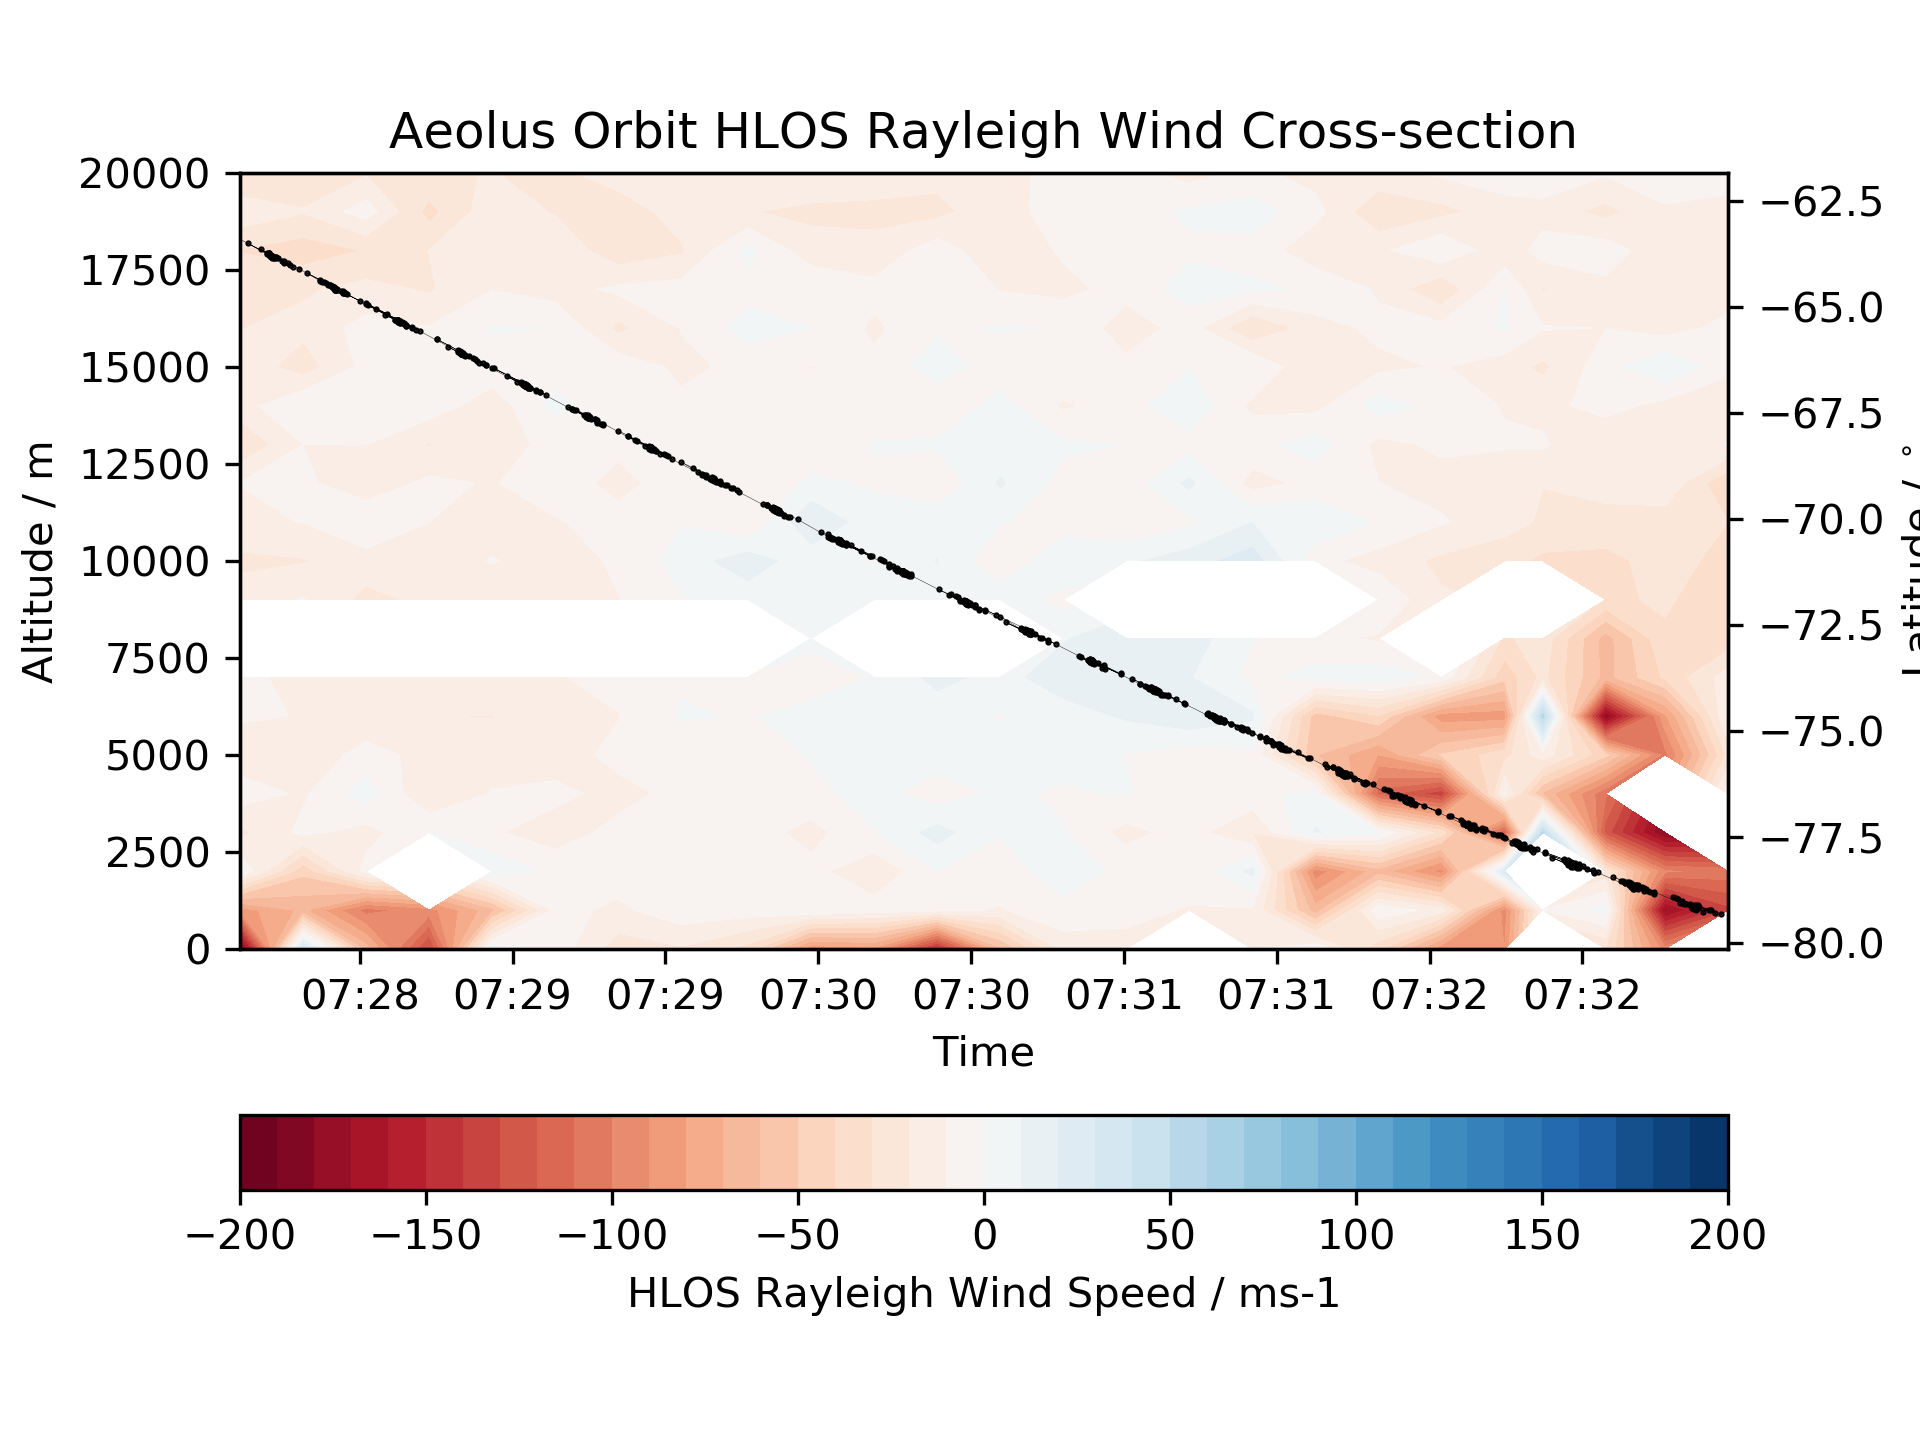 Aeolus Orbit HLOS Rayleigh Wind Cross-section
20000
17500
15000
12500
10000
7500
5000
2500
0
Altitude / m
−62.5
−65.0
−67.5
−70.0
−72.5
−75.0
−77.5
−80.0
Latitude / °
07:28 07:29 07:29 07:30 07:30 07:31 07:31 07:32 07:32
Time
−200 −150 −100 −50 0 50 100 150 200
HLOS Rayleigh Wind Speed / ms-1